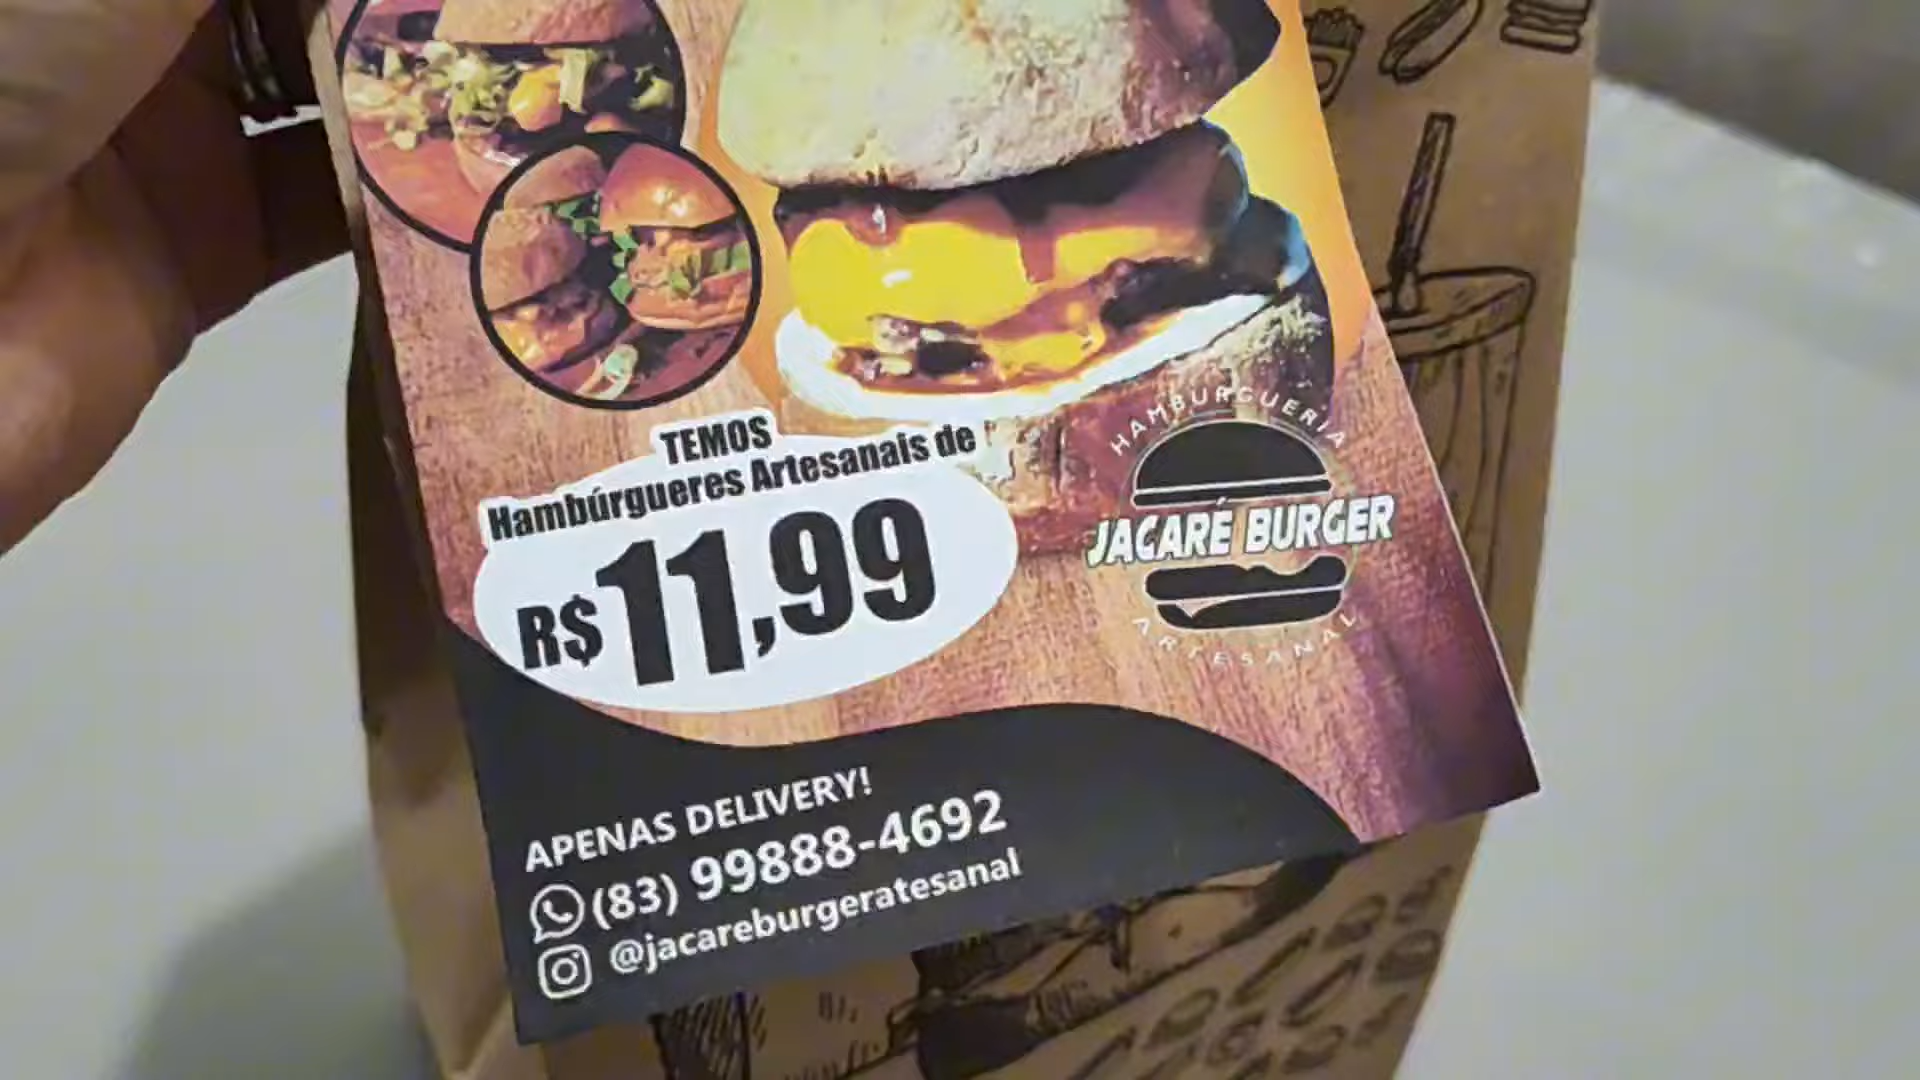 TEMOS
Hambúrgueres Artesanais de
R$11,99
HAMBURGUERIA
JACARÉ BURGER
ARTESANAL
APENAS DELIVERY!
(83) 99888-4692
@jacareburgeratesanal